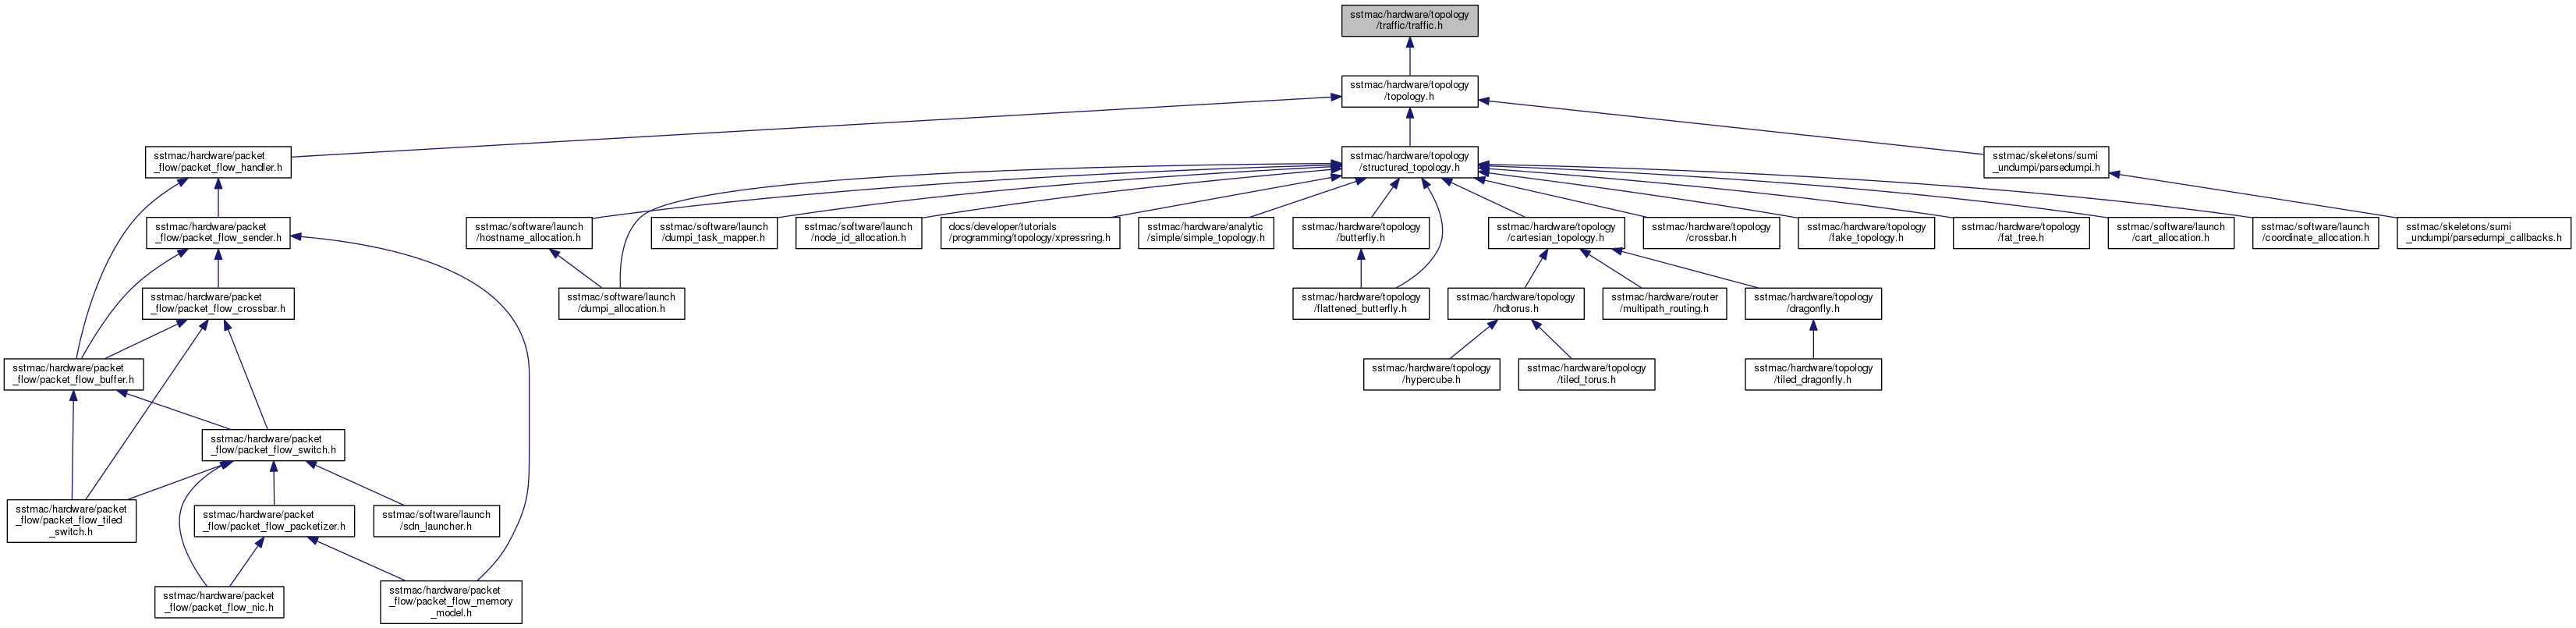 sstmac/hardware/topology
/traffic/traffic.h
sstmac/hardware/topology
/topology.h
sstmac/hardware/packet
_flow/packet_flow_handler.h
sstmac/hardware/topology
/structured_topology.h
sstmac/skeletons/sumi
_undumpi/parsedumpi.h
sstmac/hardware/packet
_flow/packet_flow_sender.h
sstmac/software/launch
/hostname_allocation.h
sstmac/software/launch
/dumpi_task_mapper.h
sstmac/software/launch
/node_id_allocation.h
docs/developer/tutorials
/programming/topology/xpressring.h
sstmac/hardware/analytic
/simple/simple_topology.h
sstmac/hardware/topology
/butterfly.h
sstmac/hardware/topology
/cartesian_topology.h
sstmac/hardware/topology
/crossbar.h
sstmac/hardware/topology
/fake_topology.h
sstmac/hardware/topology
/fat_tree.h
sstmac/software/launch
/cart_allocation.h
sstmac/software/launch
/coordinate_allocation.h
sstmac/skeletons/sumi
_undumpi/parsedumpi_callbacks.h
sstmac/hardware/packet
_flow/packet_flow_crossbar.h
sstmac/software/launch
/dumpi_allocation.h
sstmac/hardware/topology
/flattened_butterfly.h
sstmac/hardware/topology
/hdtorus.h
sstmac/hardware/router
/multipath_routing.h
sstmac/hardware/topology
/dragonfly.h
sstmac/hardware/packet
_flow/packet_flow_buffer.h
sstmac/hardware/topology
/hypercube.h
sstmac/hardware/topology
/tiled_torus.h
sstmac/hardware/topology
/tiled_dragonfly.h
sstmac/hardware/packet
_flow/packet_flow_switch.h
sstmac/hardware/packet
_flow/packet_flow_tiled
_switch.h
sstmac/hardware/packet
_flow/packet_flow_packetizer.h
sstmac/software/launch
/sdn_launcher.h
sstmac/hardware/packet
_flow/packet_flow_nic.h
sstmac/hardware/packet
_flow/packet_flow_memory
_model.h